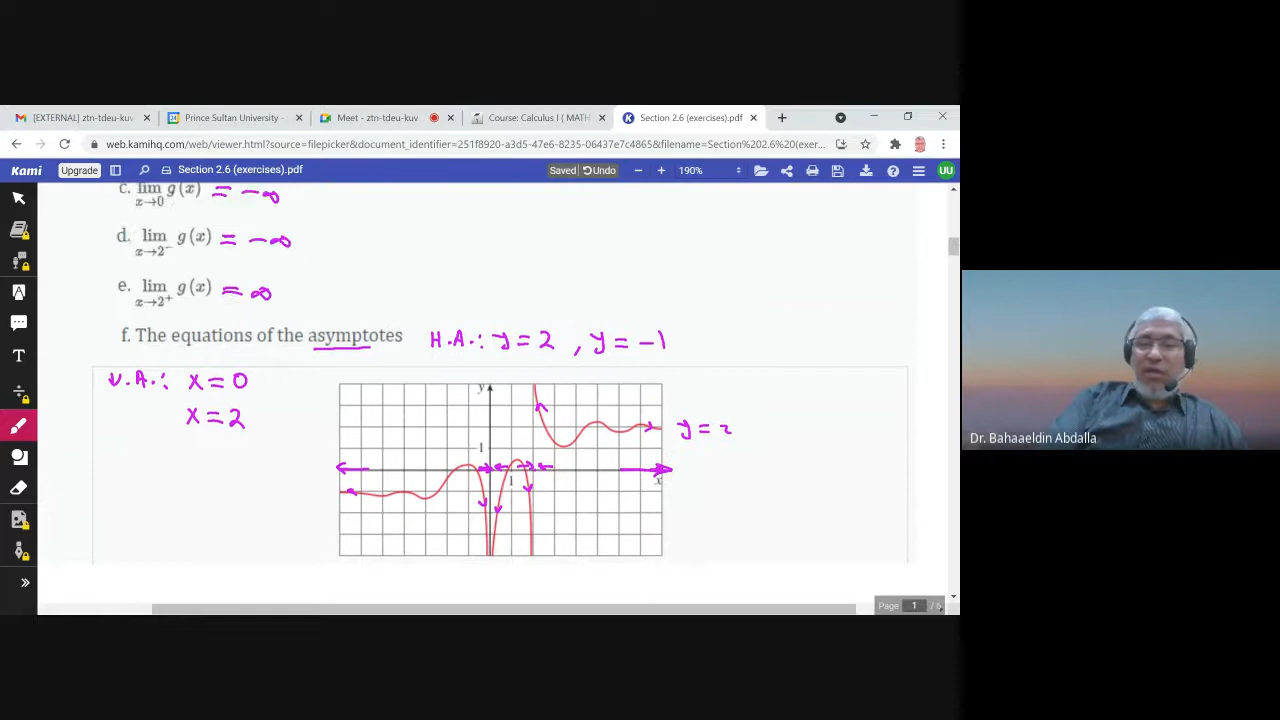 [EXTERNAL] ztn-tdeu-kuv
Prince Sultan University -
Meet - ztn-tdeu-kuv
Course: Calculus I ( MATH
Section 2.6 (exercises).pdf
web.kamihq.com/web/viewer.html?source=filepicker&document_identifier=251f8920-a3d5-47e6-8235-06437e7c4865&filename=Section%202.6%20(exer...
Kami Upgrade Section 2.6 (exercises).pdf Saved Undo 190% UU
c. lim x→0 g(x) = -∞
d. lim x→2⁻ g(x) = -∞
e. lim x→2⁺ g(x) = ∞
f. The equations of the asymptotes H.A.: y = 2 , y = -1
V.A.: x = 0
x = 2
y
y = 2
1
1
x
Dr. Bahaaeldin Abdalla
Page 1 / 6